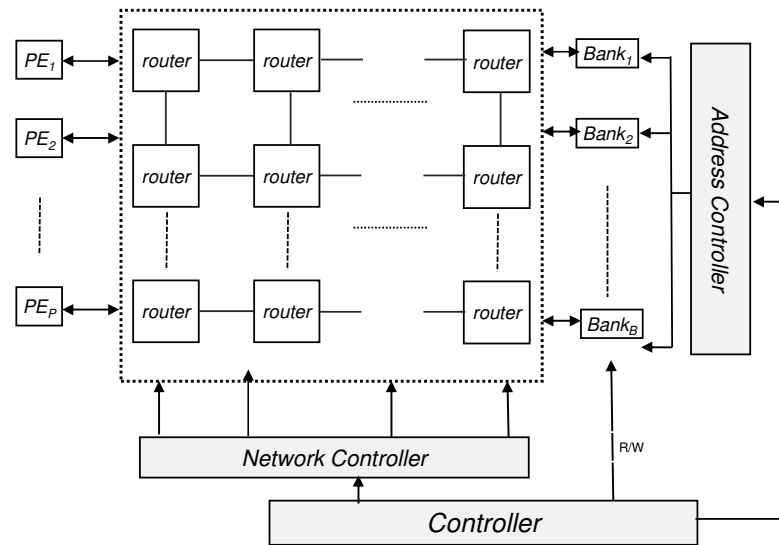 PE1
router
router
router
Bank1
PE2
router
router
router
Bank2
Address Controller
PEP
router
router
router
BankB
Network Controller
R/W
Controller